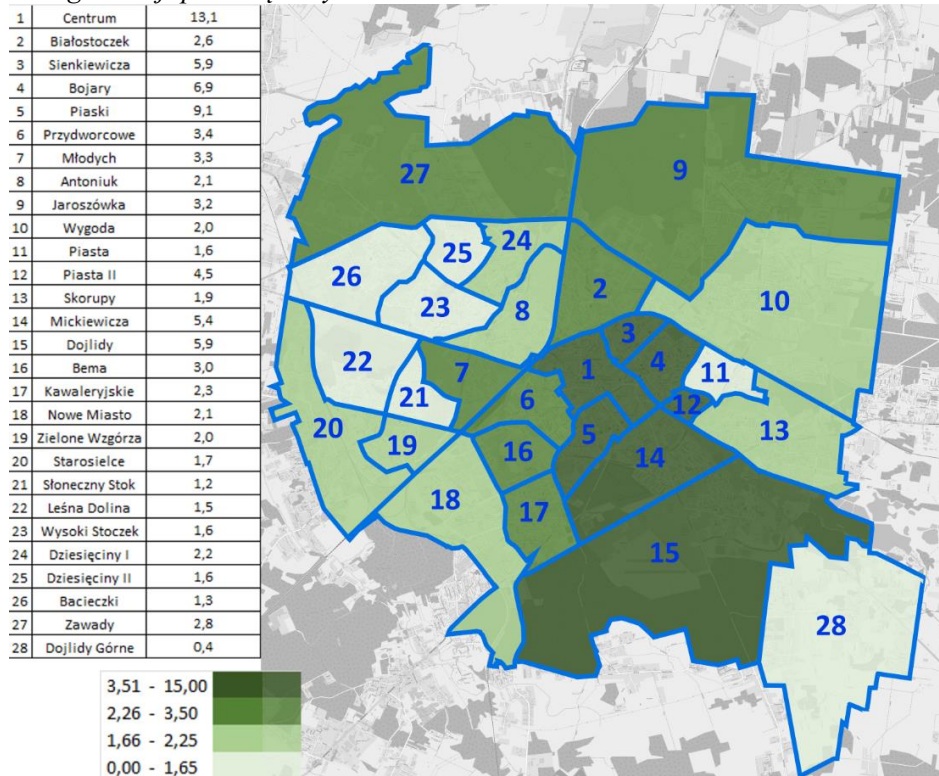 1 Centrum 13,1
2 Białostoczek 2,6
3 Sienkiewicza 5,9
4 Bojary 6,9
5 Piaski 9,1
6 Przydworcowe 3,4
7 Młodych 3,3
8 Antoniuk 2,1
9 Jaroszówka 3,2
10 Wygoda 2,0
11 Piasta 1,6
12 Piasta II 4,5
13 Skorupy 1,9
14 Mickiewicza 5,4
15 Dojlidy 5,9
16 Bema 3,0
17 Kawaleryjskie 2,3
18 Nowe Miasto 2,1
19 Zielone Wzgórza 2,0
20 Starosielce 1,7
21 Słoneczny Stok 1,2
22 Leśna Dolina 1,5
23 Wysoki Stoczek 1,6
24 Dziesięciny I 2,2
25 Dziesięciny II 1,6
26 Bacieczki 1,3
27 Zawady 2,8
28 Dojlidy Górne 0,4
27
9
24
25
26
2
23
8
10
3
1
4
22
7
11
21
6
12
20
5
13
19
16
14
18
17
15
28
3,51 - 15,00
2,26 - 3,50
1,66 - 2,25
0,00 - 1,65